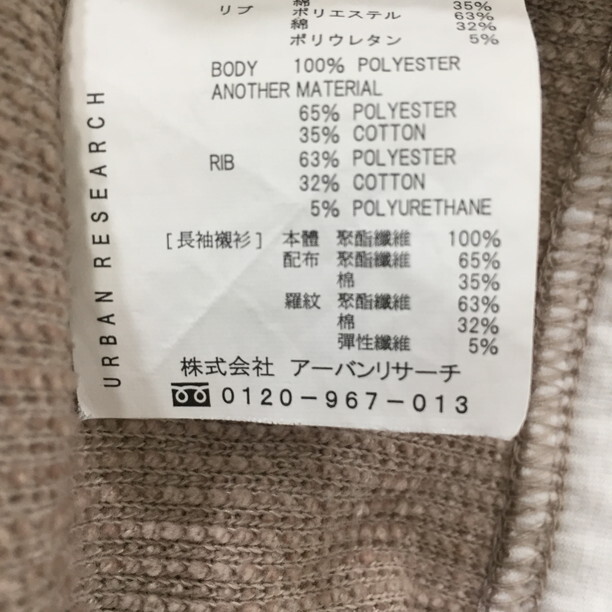 綿 35%
リブ ポリエステル 63%
綿 32%
ポリウレタン 5%
BODY 100% POLYESTER
ANOTHER MATERIAL
65% POLYESTER
35% COTTON
RIB 63% POLYESTER
32% COTTON
5% POLYURETHANE
[長袖襯衫] 本體 聚酯纖維 100%
配布 聚酯纖維 65%
棉 35%
羅紋 聚酯纖維 63%
棉 32%
彈性纖維 5%
株式会社 アーバンリサーチ
0120-967-013
URBAN RESEARCH